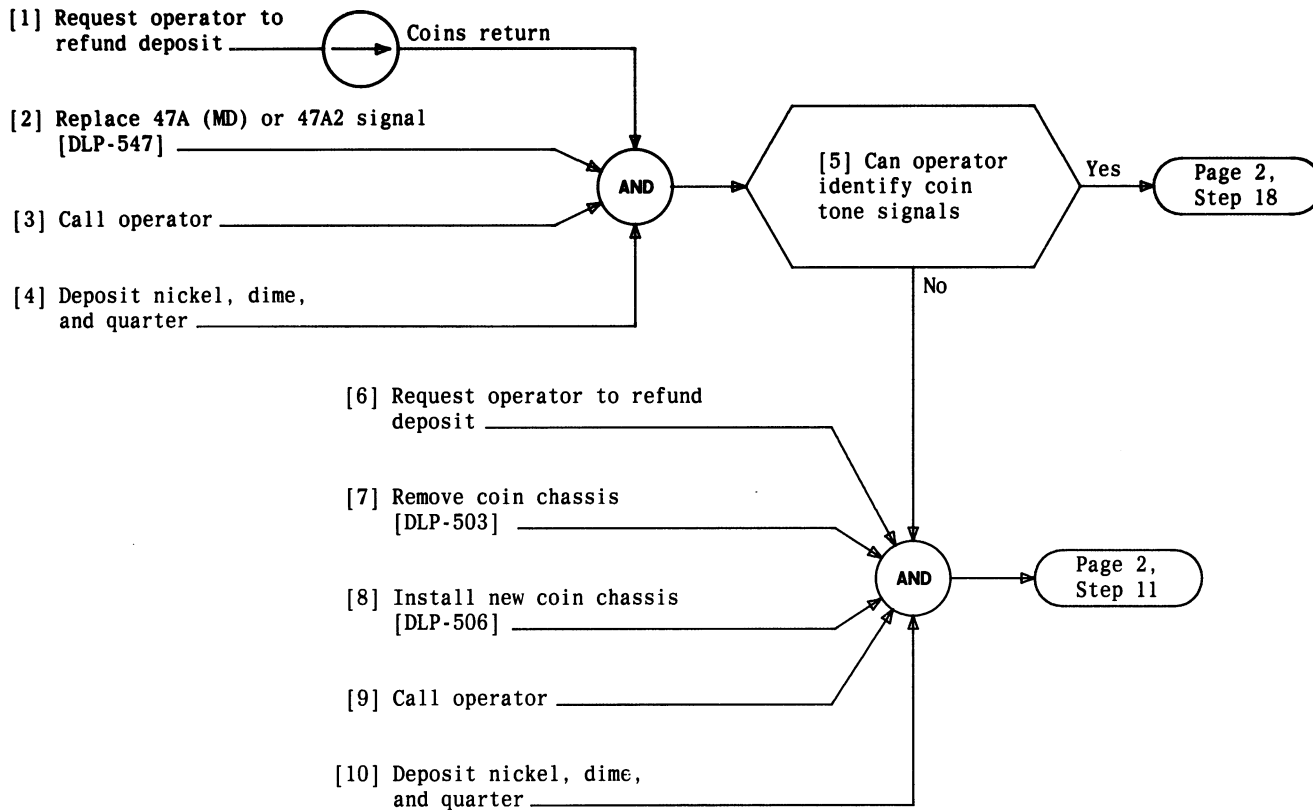 [1] Request operator to
refund deposit
Coins return
[2] Replace 47A (MD) or 47A2 signal
[DLP-547]
AND
[3] Call operator
[4] Deposit nickel, dime,
and quarter
[5] Can operator
identify coin
tone signals
Yes
Page 2,
Step 18
No
[6] Request operator to refund
deposit
[7] Remove coin chassis
[DLP-503]
[8] Install new coin chassis
[DLP-506]
AND
Page 2,
Step 11
[9] Call operator
[10] Deposit nickel, dime,
and quarter